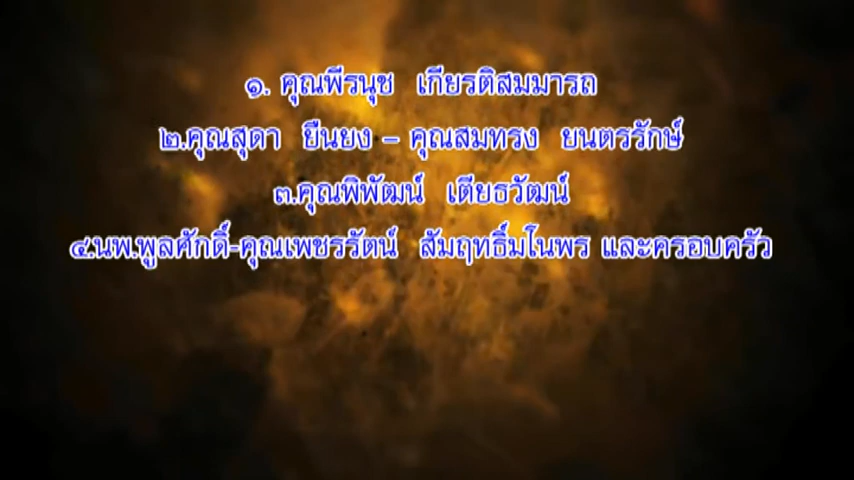 ๑. คุณพีรนุช เกียรติสมมารถ
๒.คุณสุดา ยืนยง – คุณสมทรง ยนตรรักษ์
๓.คุณพิพัฒน์ เตียธวัฒน์
๔.นพ.พูลศักดิ์-คุณเพชรรัตน์ สัมฤทธิ์มโนพร และครอบครัว